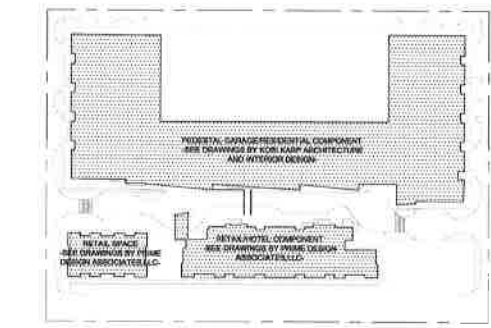 PEDESTAL GARAGE/RESIDENTIAL COMPONENT
-SEE DRAWINGS BY KOBI KARP ARCHITECTURE
AND INTERIOR DESIGN-
RETAIL SPACE
-SEE DRAWINGS BY PRIME
DESIGN ASSOCIATES,LLC-
RETAIL/HOTEL COMPONENT
-SEE DRAWINGS BY PRIME DESIGN
ASSOCIATES,LLC-